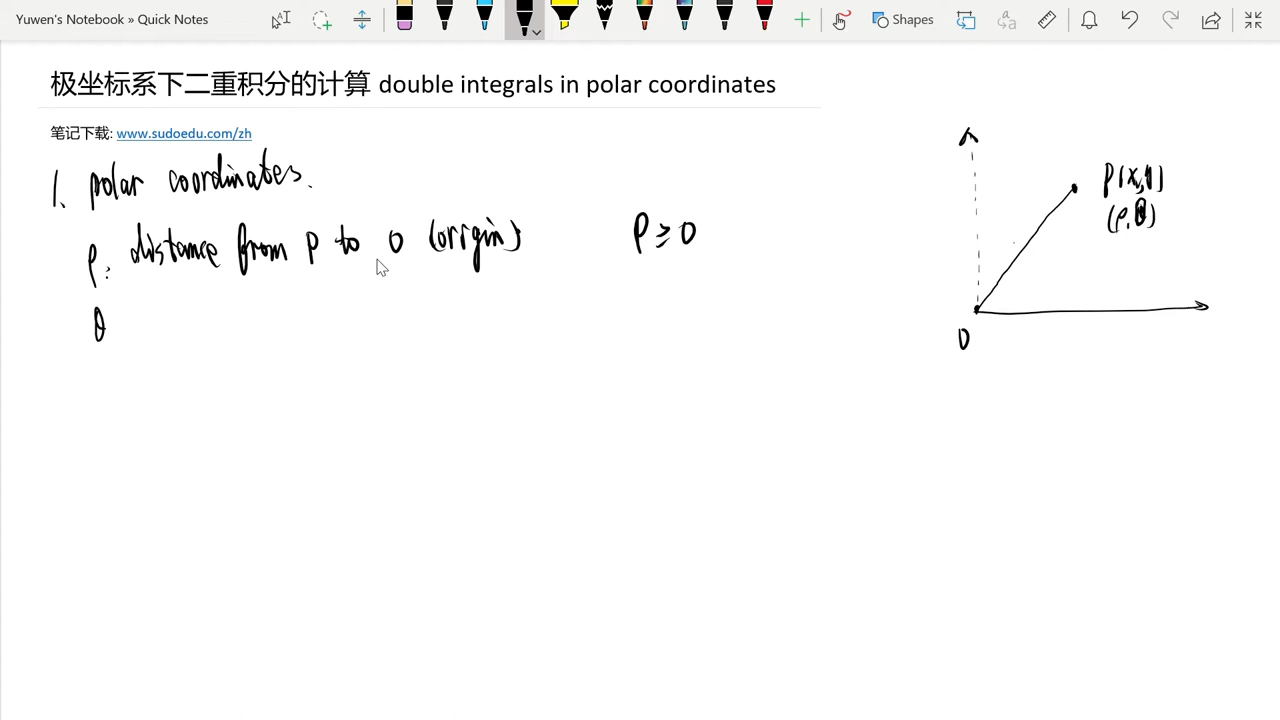 Yuwen's Notebook » Quick Notes
Shapes
极坐标系下二重积分的计算 double integrals in polar coordinates
笔记下载: www.sudoedu.com/zh
1. polar coordinates.
ρ: distance from P to O (origin) ρ ≥ 0
θ
P(x,y)
(ρ,θ)
O